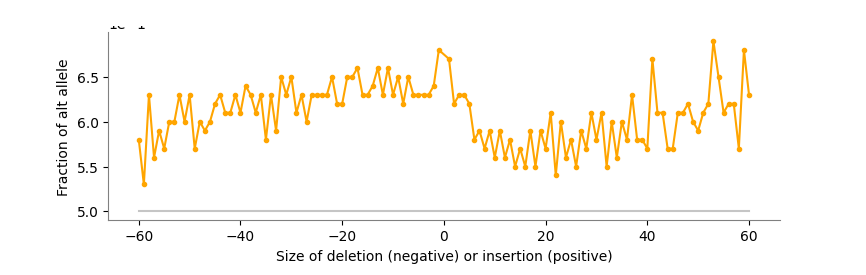 6.5
6.0
5.5
5.0
Fraction of alt allele
−60 −40 −20 0 20 40 60
Size of deletion (negative) or insertion (positive)